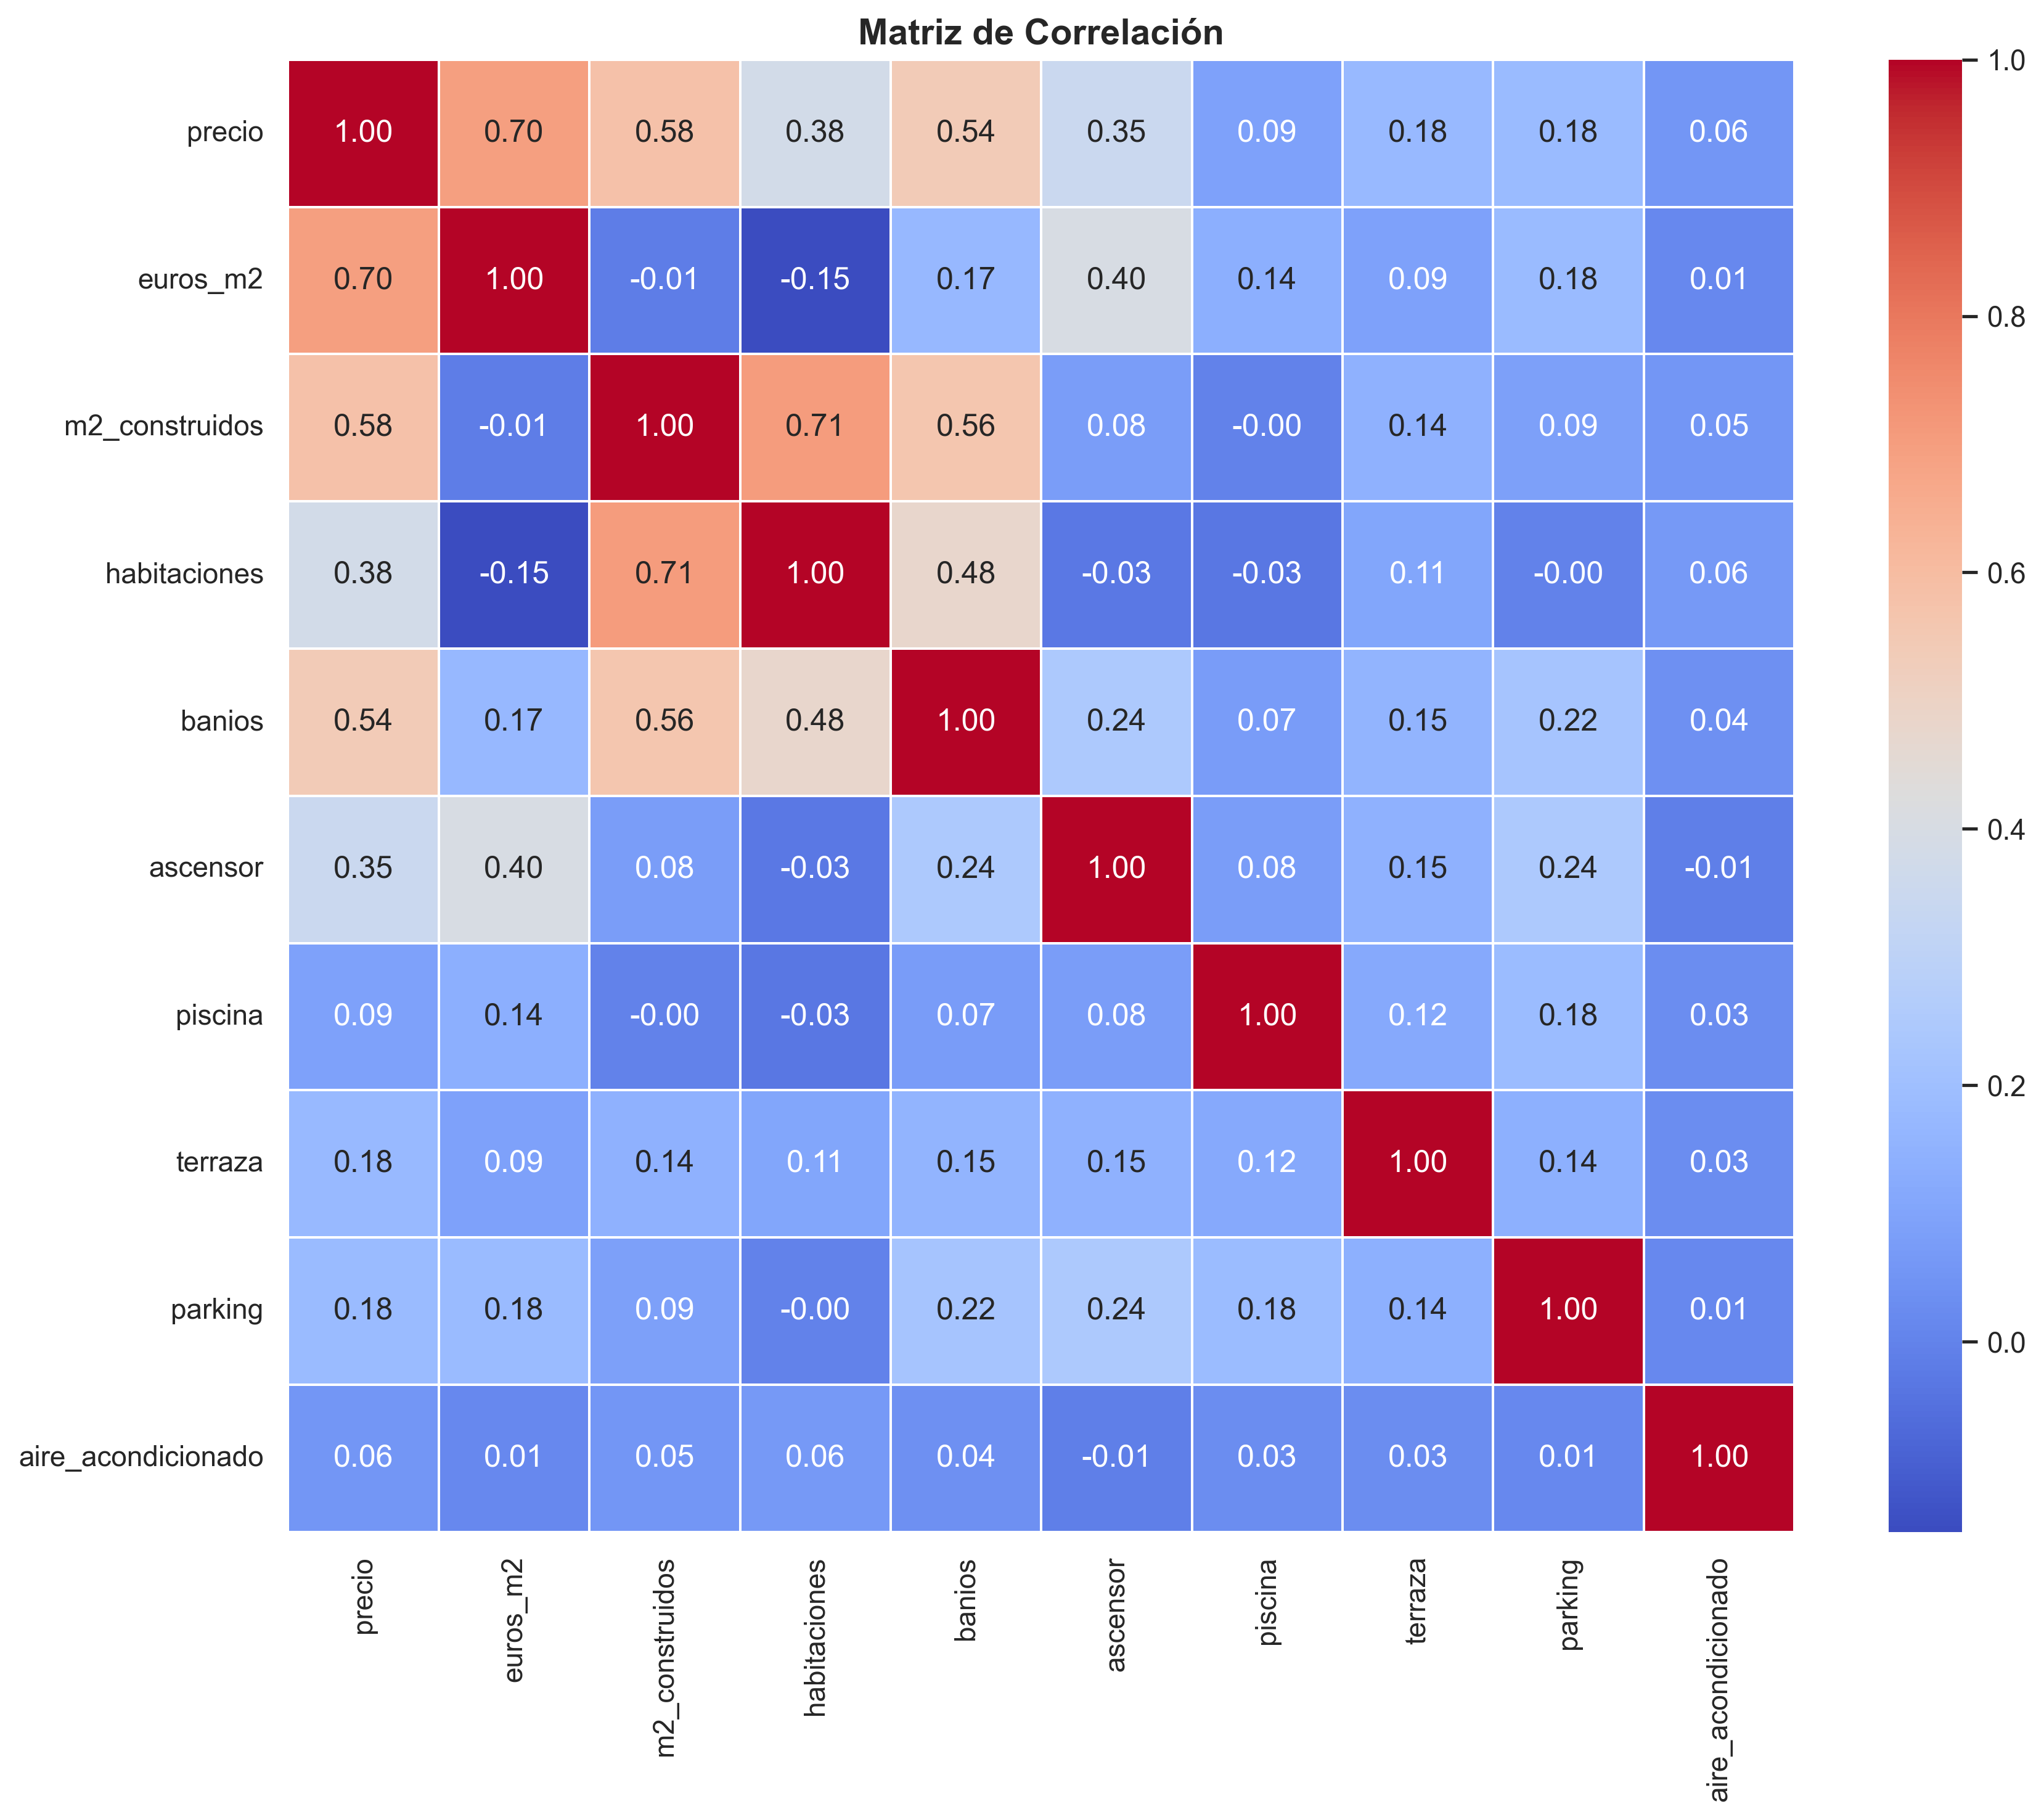 Matriz de Correlación
precio 1.00 0.70 0.58 0.38 0.54 0.35 0.09 0.18 0.18 0.06
euros_m2 0.70 1.00 -0.01 -0.15 0.17 0.40 0.14 0.09 0.18 0.01
m2_construidos 0.58 -0.01 1.00 0.71 0.56 0.08 -0.00 0.14 0.09 0.05
habitaciones 0.38 -0.15 0.71 1.00 0.48 -0.03 -0.03 0.11 -0.00 0.06
banios 0.54 0.17 0.56 0.48 1.00 0.24 0.07 0.15 0.22 0.04
ascensor 0.35 0.40 0.08 -0.03 0.24 1.00 0.08 0.15 0.24 -0.01
piscina 0.09 0.14 -0.00 -0.03 0.07 0.08 1.00 0.12 0.18 0.03
terraza 0.18 0.09 0.14 0.11 0.15 0.15 0.12 1.00 0.14 0.03
parking 0.18 0.18 0.09 -0.00 0.22 0.24 0.18 0.14 1.00 0.01
aire_acondicionado 0.06 0.01 0.05 0.06 0.04 -0.01 0.03 0.03 0.01 1.00
precio euros_m2 m2_construidos habitaciones banios ascensor piscina terraza parking aire_acondicionado
1.0
0.8
0.6
0.4
0.2
0.0